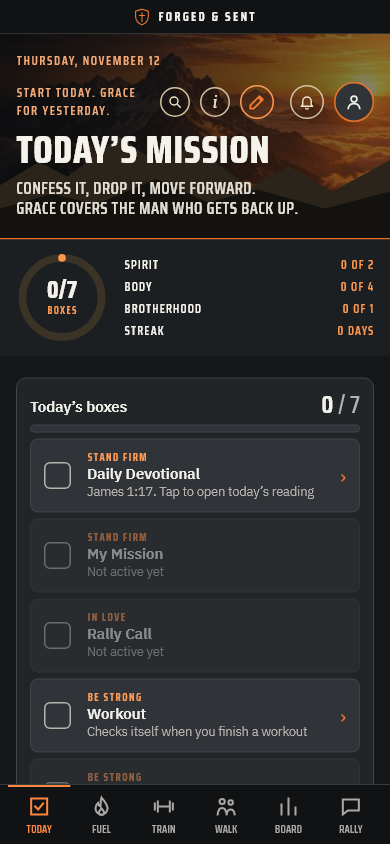 FORGED & SENT
THURSDAY, NOVEMBER 12
START TODAY. GRACE
FOR YESTERDAY.
i
TODAY'S MISSION
CONFESS IT, DROP IT, MOVE FORWARD.
GRACE COVERS THE MAN WHO GETS BACK UP.
0/7
BOXES
SPIRIT 0 OF 2
BODY 0 OF 4
BROTHERHOOD 0 OF 1
STREAK 0 DAYS
Today's boxes 0 / 7
STAND FIRM
Daily Devotional
James 1:17. Tap to open today's reading
STAND FIRM
My Mission
Not active yet
IN LOVE
Rally Call
Not active yet
BE STRONG
Workout
Checks itself when you finish a workout
BE STRONG
TODAY FUEL TRAIN WALK BOARD RALLY